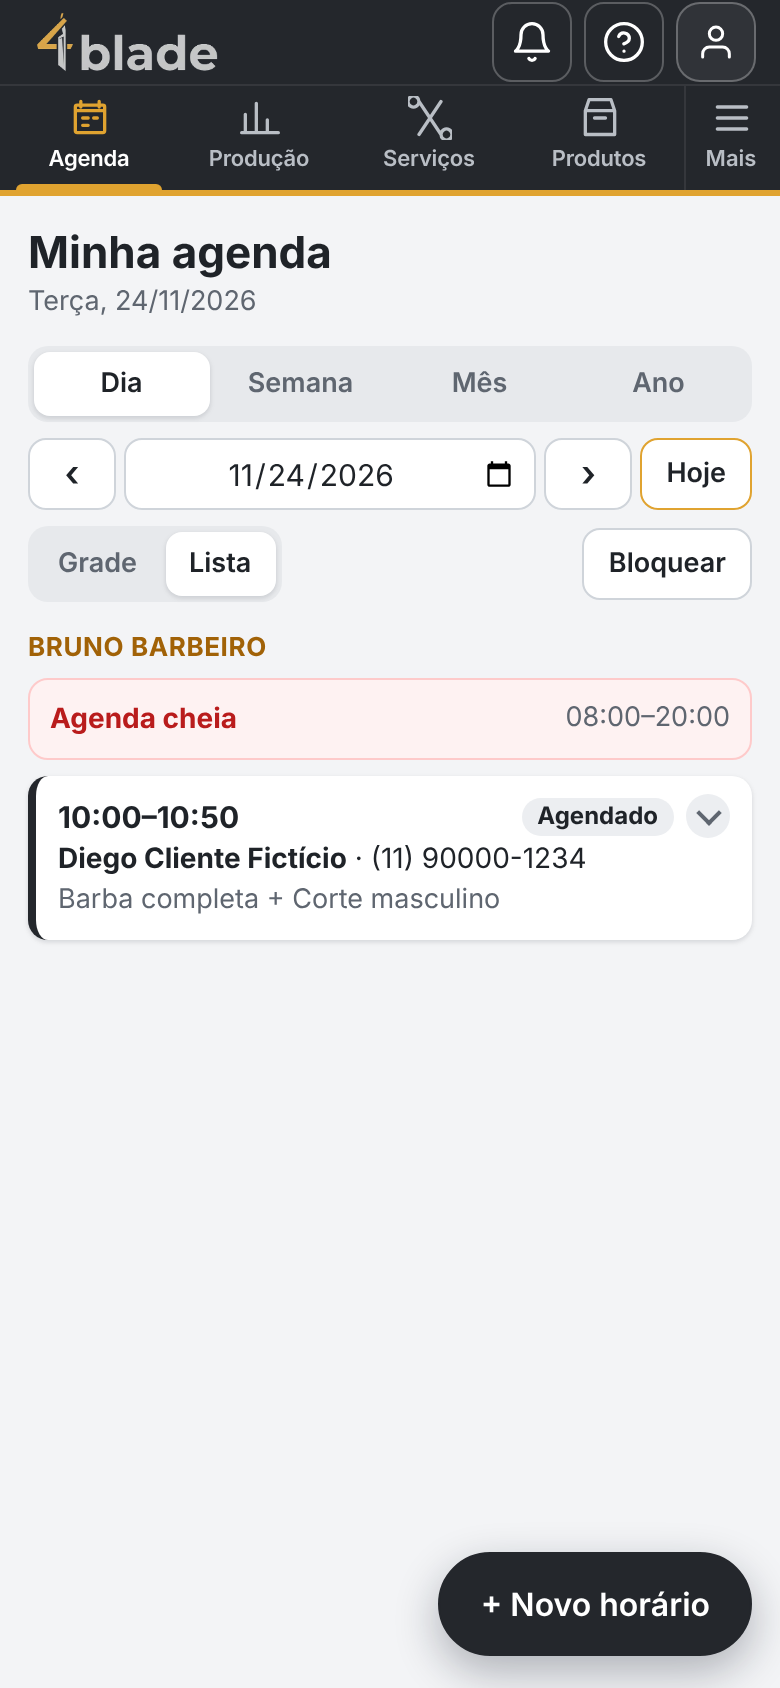 4blade
Agenda
Produção
Serviços
Produtos
Mais
Minha agenda
Terça, 24/11/2026
Dia
Semana
Mês
Ano
‹
11/24/2026
›
Hoje
Grade
Lista
Bloquear
BRUNO BARBEIRO
Agenda cheia
08:00–20:00
10:00–10:50
Agendado
Diego Cliente Fictício · (11) 90000-1234
Barba completa + Corte masculino
+ Novo horário